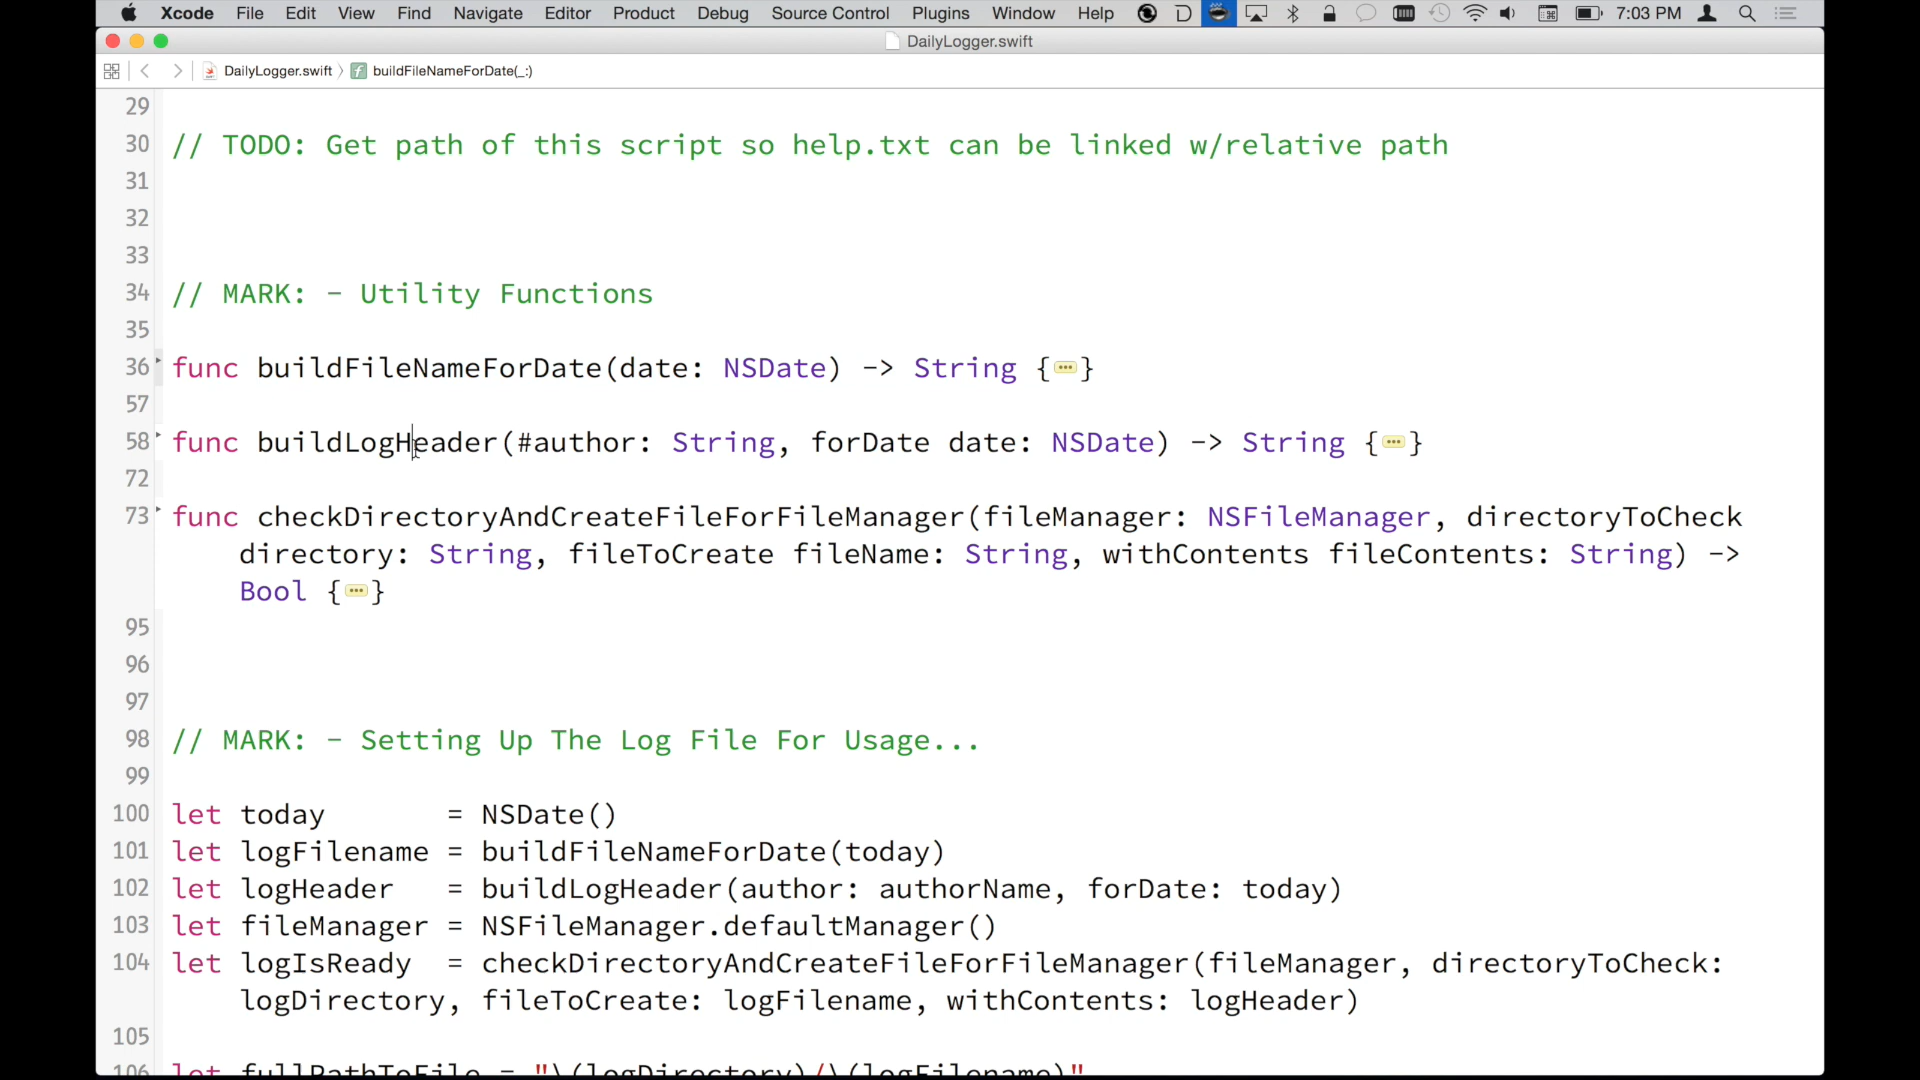 Xcode File Edit View Find Navigate Editor Product Debug Source Control Plugins Window Help 7:03 PM
DailyLogger.swift
DailyLogger.swift buildFileNameForDate(_:)
29
30 // TODO: Get path of this script so help.txt can be linked w/relative path
31
32
33
34 // MARK: - Utility Functions
35
36 func buildFileNameForDate(date: NSDate) -> String {•••}
57
58 func buildLogHeader(#author: String, forDate date: NSDate) -> String {•••}
72
73 func checkDirectoryAndCreateFileForFileManager(fileManager: NSFileManager, directoryToCheck
directory: String, fileToCreate fileName: String, withContents fileContents: String) ->
Bool {•••}
95
96
97
98 // MARK: - Setting Up The Log File For Usage...
99
100 let today = NSDate()
101 let logFilename = buildFileNameForDate(today)
102 let logHeader = buildLogHeader(author: authorName, forDate: today)
103 let fileManager = NSFileManager.defaultManager()
104 let logIsReady = checkDirectoryAndCreateFileForFileManager(fileManager, directoryToCheck:
logDirectory, fileToCreate: logFilename, withContents: logHeader)
105
106 let fullPathToFile = "\(logDirectory)/\(logFilename)"